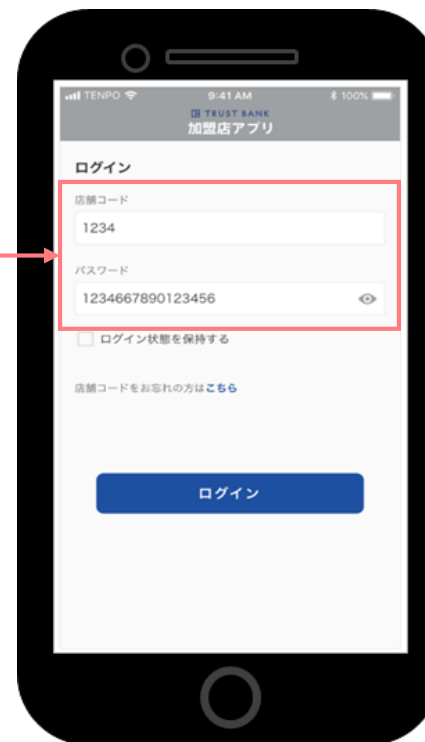 TENPO 9:41 AM 100%
TRUST BANK
加盟店アプリ
ログイン
店舗コード
1234
パスワード
1234667890123456
ログイン状態を保持する
店舗コードをお忘れの方はこちら
ログイン